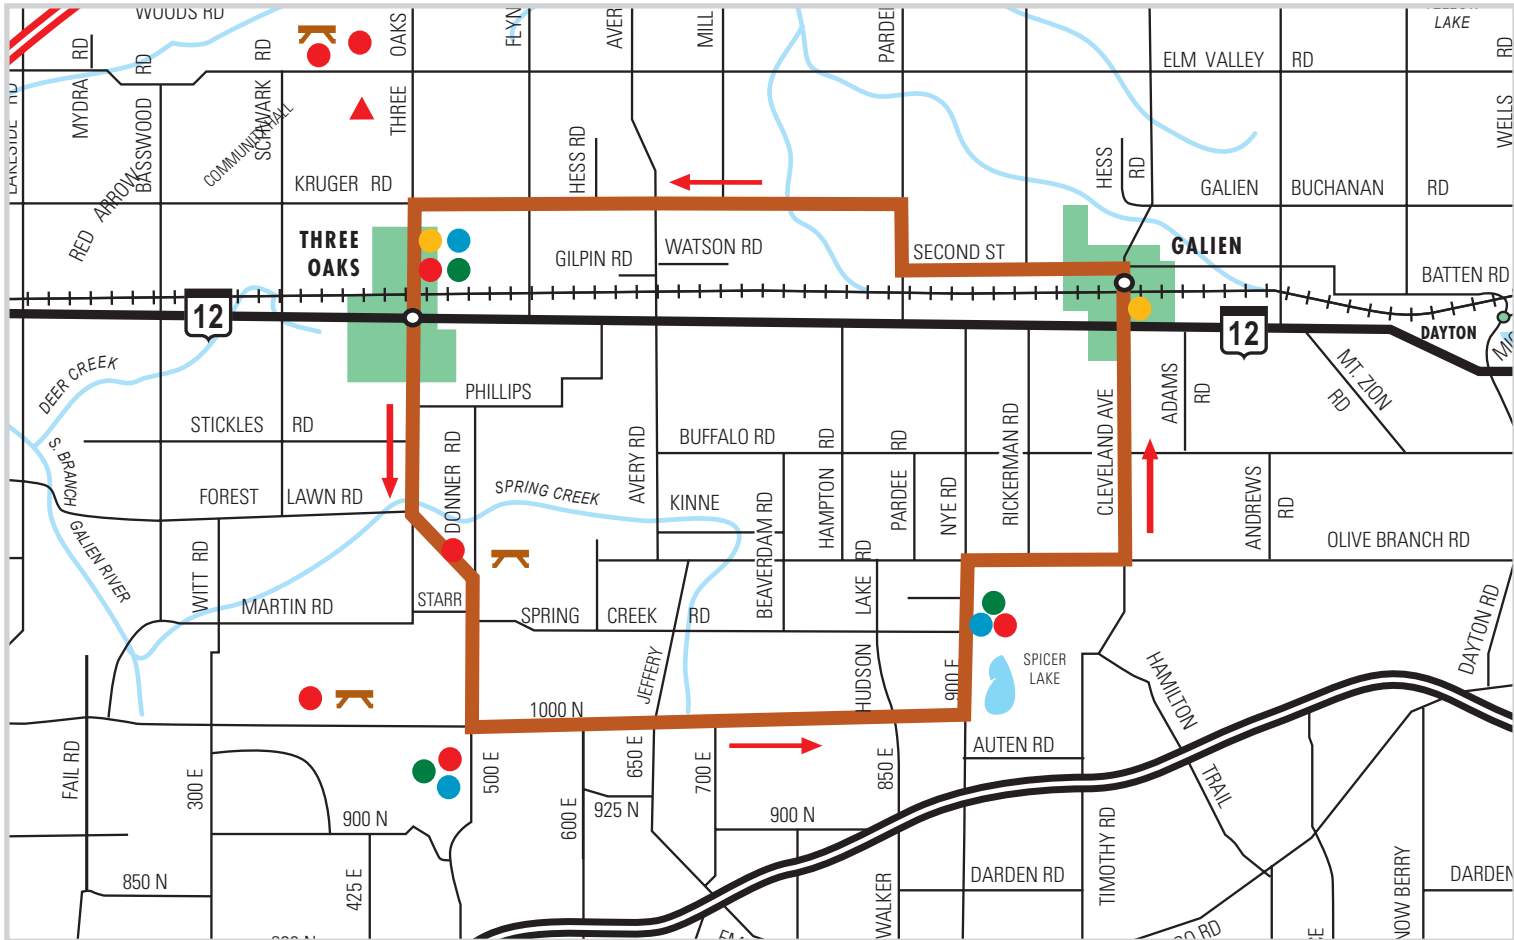 WOODS RD
MYDRA RD
BASSWOOD RD
SCHWARK RD
COMMUNITY HALL
THREE OAKS
FLYN
AVER
MILL
PARDEE
LAKE
ELM VALLEY RD
WELLS RD
LAKESIDE RD
RED ARROW
KRUGER RD
HESS RD
HESS RD
GALIEN BUCHANAN RD
THREE
OAKS
GILPIN RD
WATSON RD
SECOND ST
GALIEN
BATTEN RD
12
12
DAYTON
DEER CREEK
PHILLIPS
ADAMS RD
MT. ZION RD
STICKLES RD
S. BRANCH
GALIEN RIVER
FOREST LAWN RD
DONNER RD
SPRING CREEK
AVERY RD
BUFFALO RD
KINNE
BEAVERDAM RD
HAMPTON RD
PARDEE RD
NYE RD
RICKERMAN RD
CLEVELAND AVE
ANDREWS RD
OLIVE BRANCH RD
WITT RD
MARTIN RD
STARR
SPRING CREEK RD
HUDSON LAKE RD
JEFFERY
900 E
SPICER
LAKE
HAMILTON TRAIL
DAYTON RD
1000 N
FAIL RD
300 E
500 E
600 E
650 E
700 E
850 E
AUTEN RD
925 N
900 N
900 N
850 N
425 E
DARDEN RD
TIMOTHY RD
WALKER
DARDEN
NOW BERRY